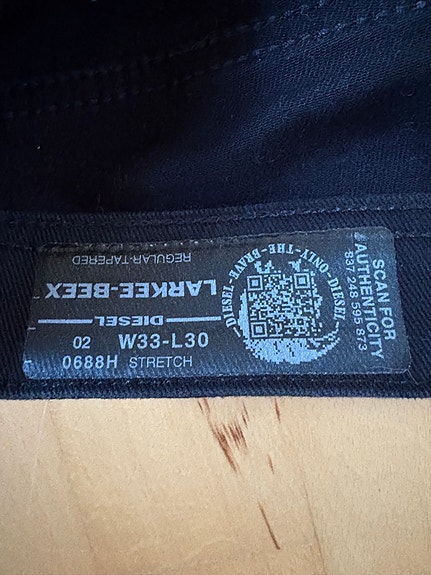 REGULAR-TAPERED
LARKEE-BEEX
DIESEL
02 W33-L30
0688H STRETCH
DIESEL-ONLY-THE-BRAVE-DIESEL
SCAN FOR
AUTHENTICITY
837 248 595 873